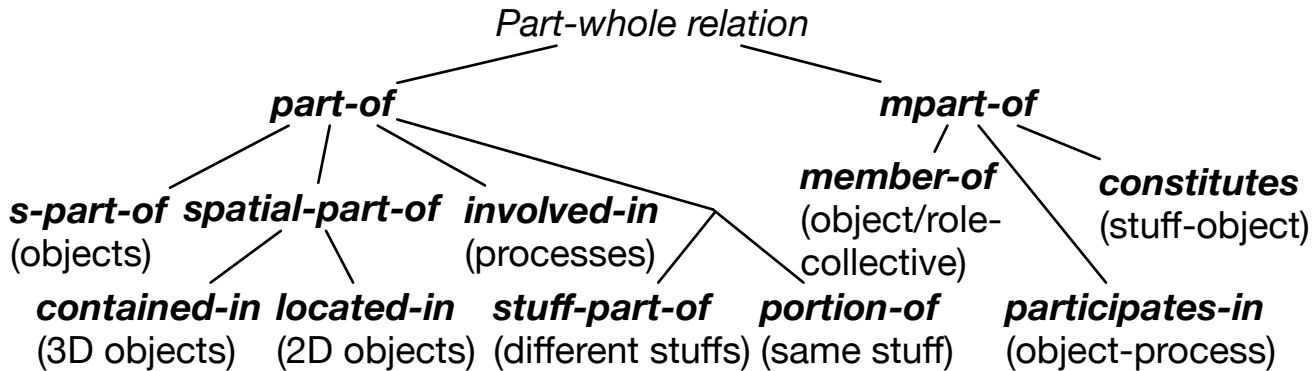 Part-whole relation
part-of
mpart-of
s-part-of
(objects)
spatial-part-of
involved-in
(processes)
member-of
(object/role-
collective)
constitutes
(stuff-object)
contained-in
(3D objects)
located-in
(2D objects)
stuff-part-of
(different stuffs)
portion-of
(same stuff)
participates-in
(object-process)